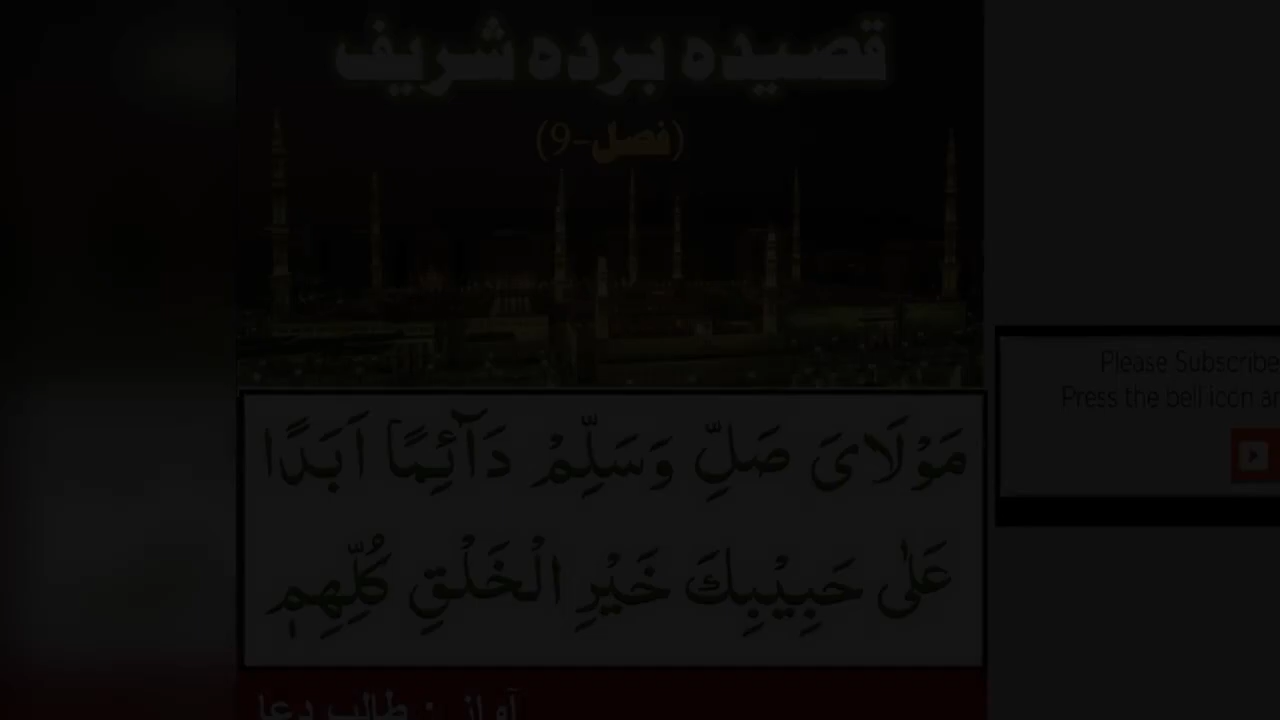 قصیدہ بردہ شریف
(فصل-9)
مَوْلَایَ صَلِّ وَسَلِّمْ دَآئِمًا اَبَدًا
عَلٰی حَبِیْبِكَ خَیْرِ الْخَلْقِ کُلِّهِمٖ
Please Subscribe
Press the bell icon an
آواز : طالب دعا